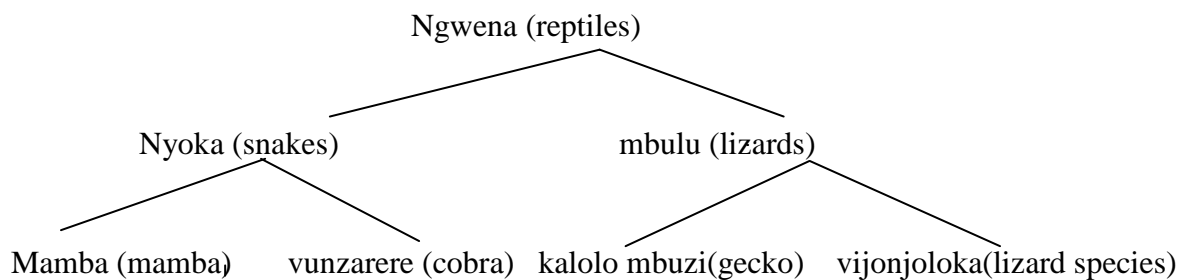 Ngwena (reptiles)
Nyoka (snakes) mbulu (lizards)
Mamba (mamba) vunzarere (cobra) kalolo mbuzi(gecko) vijonjoloka(lizard species)